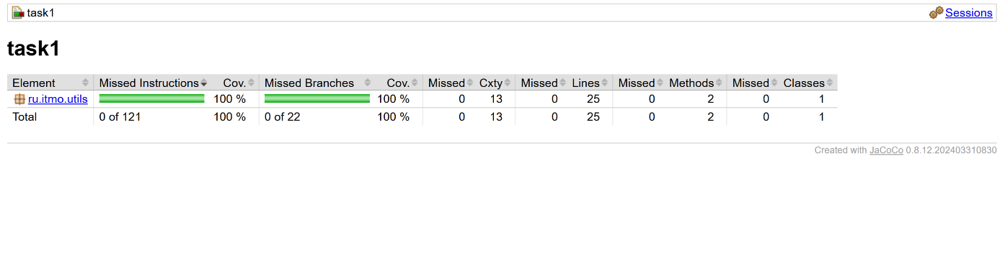 task1 Sessions
task1
Element Missed Instructions Cov. Missed Branches Cov. Missed Cxty Missed Lines Missed Methods Missed Classes
ru.itmo.utils 100 % 100 % 0 13 0 25 0 2 0 1
Total 0 of 121 100 % 0 of 22 100 % 0 13 0 25 0 2 0 1
Created with JaCoCo 0.8.12.202403310830